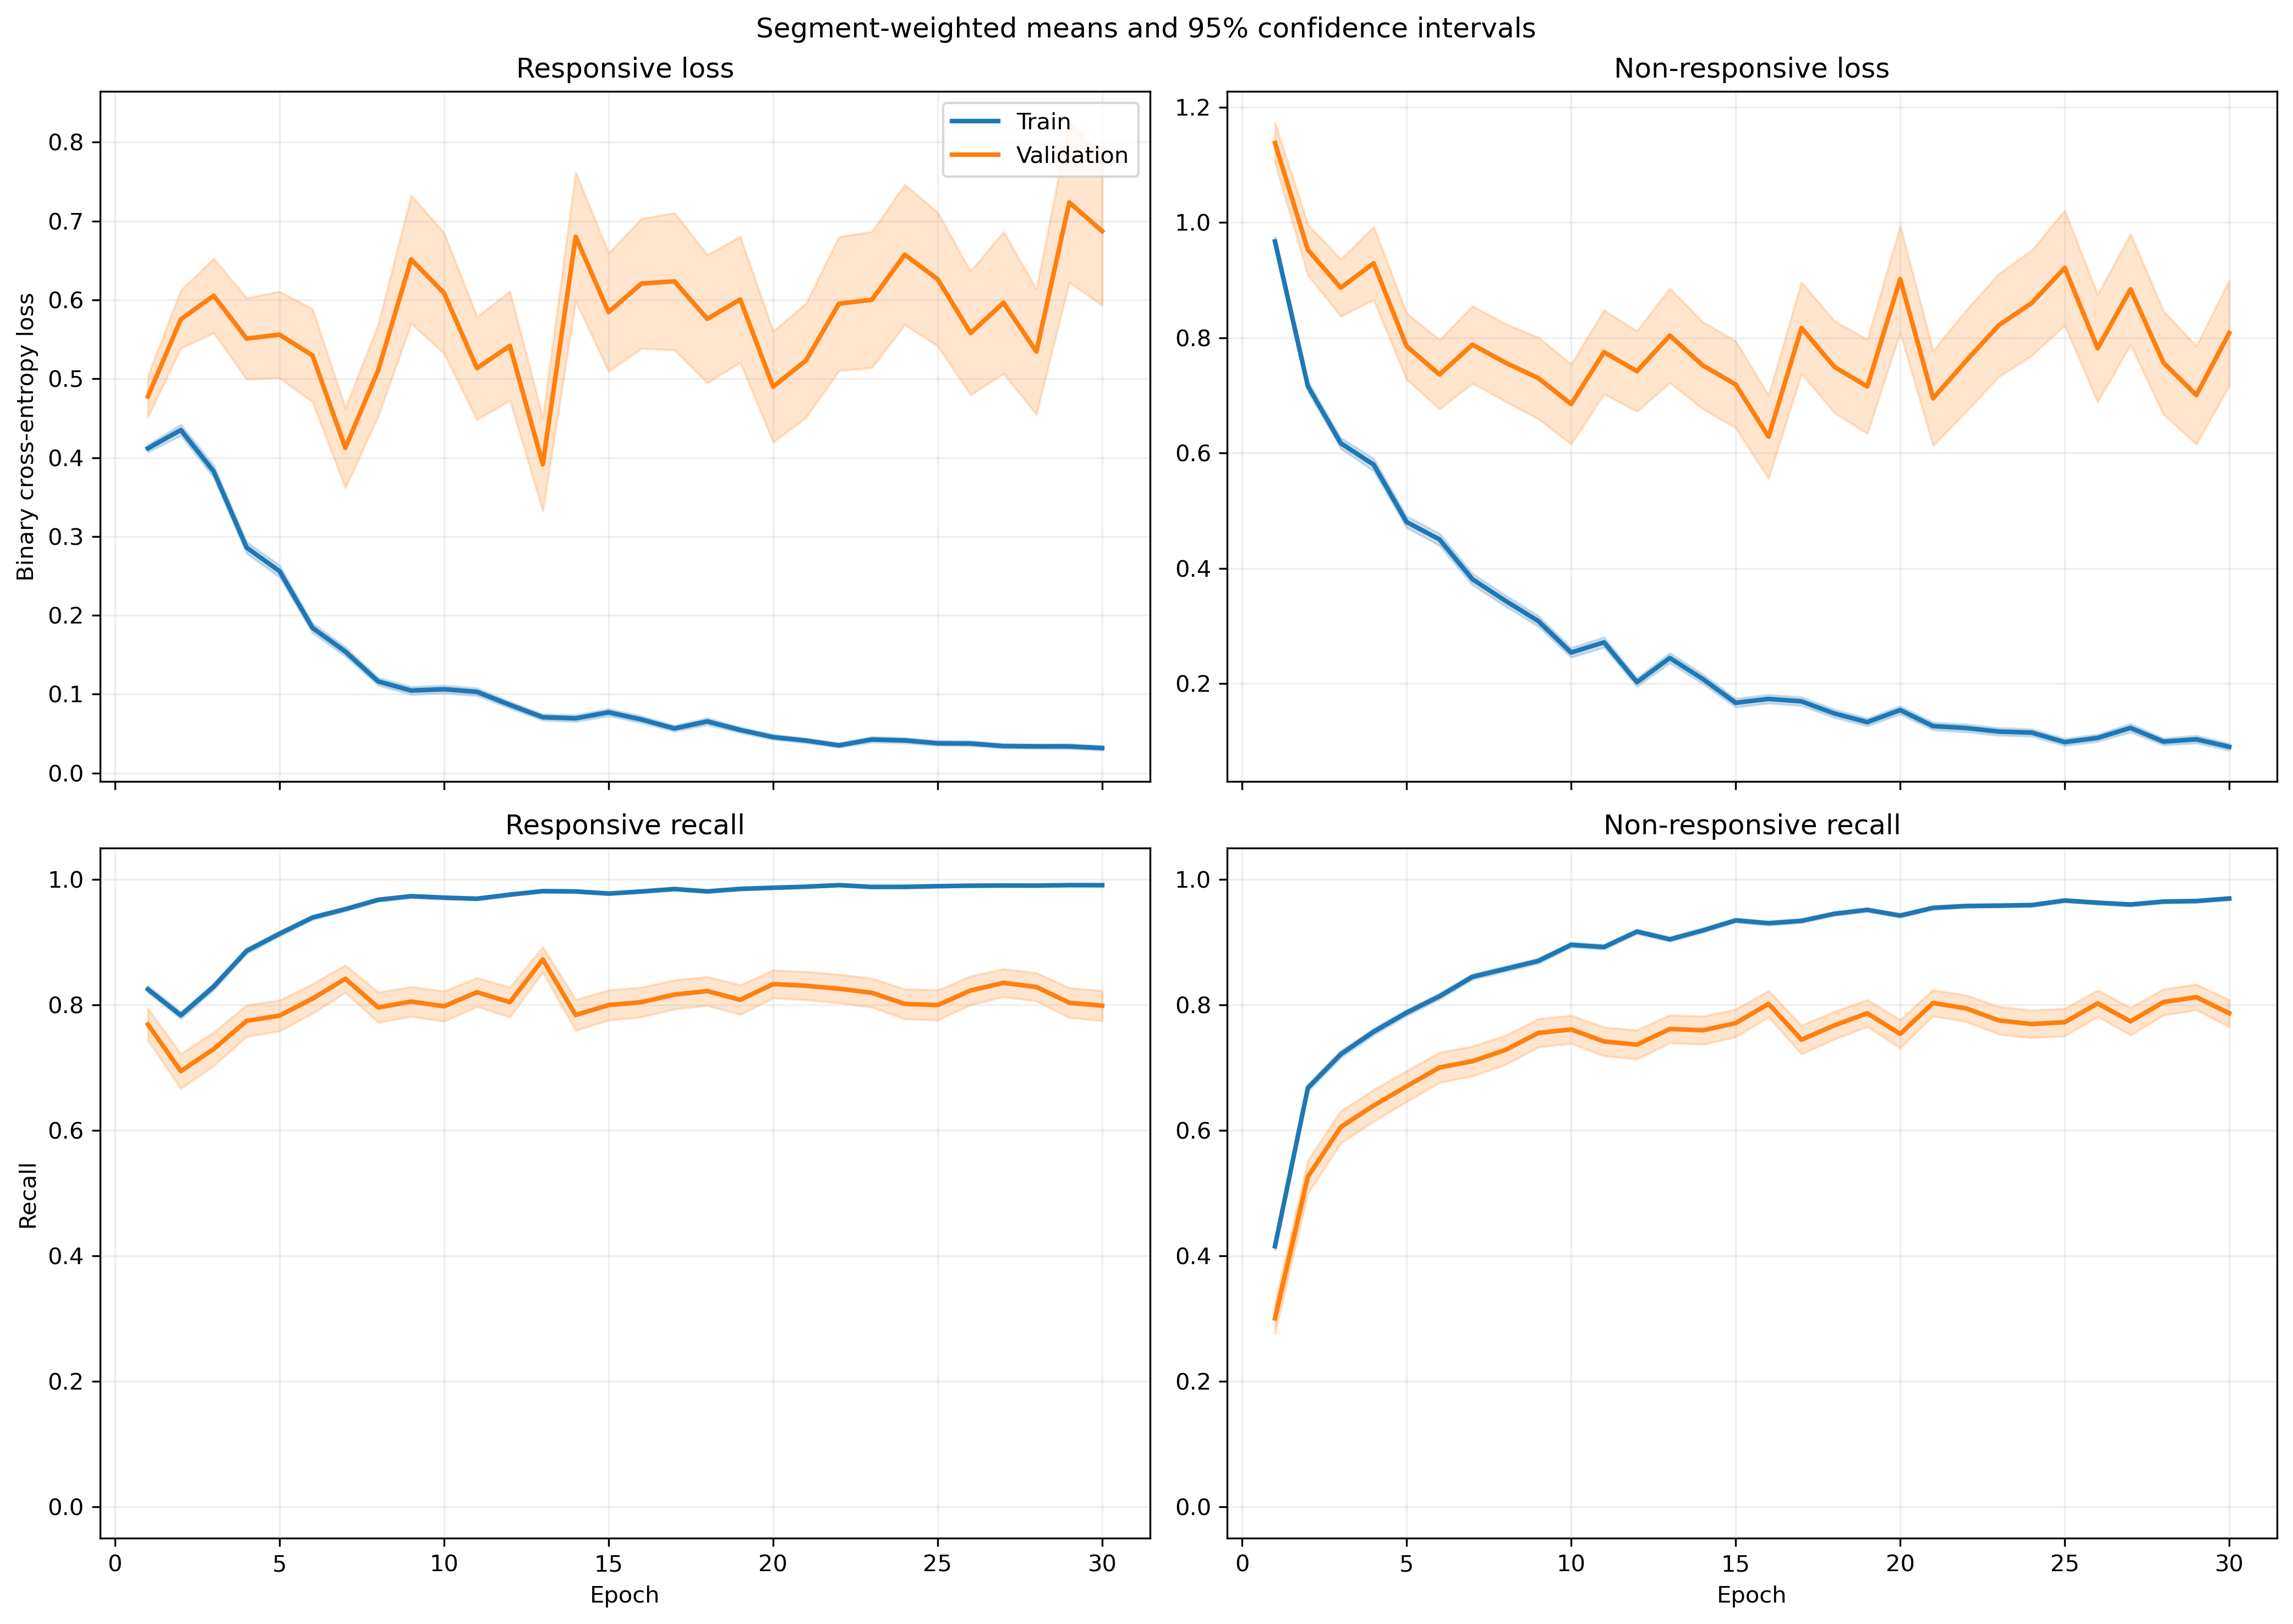 Segment-weighted means and 95% confidence intervals
Responsive loss
Non-responsive loss
Train
Validation
Binary cross-entropy loss
0.8
0.7
0.6
0.5
0.4
0.3
0.2
0.1
0.0
1.2
1.0
0.8
0.6
0.4
0.2
Responsive recall
Non-responsive recall
Recall
1.0
0.8
0.6
0.4
0.2
0.0
0 5 10 15 20 25 30
Epoch
1.0
0.8
0.6
0.4
0.2
0.0
0 5 10 15 20 25 30
Epoch